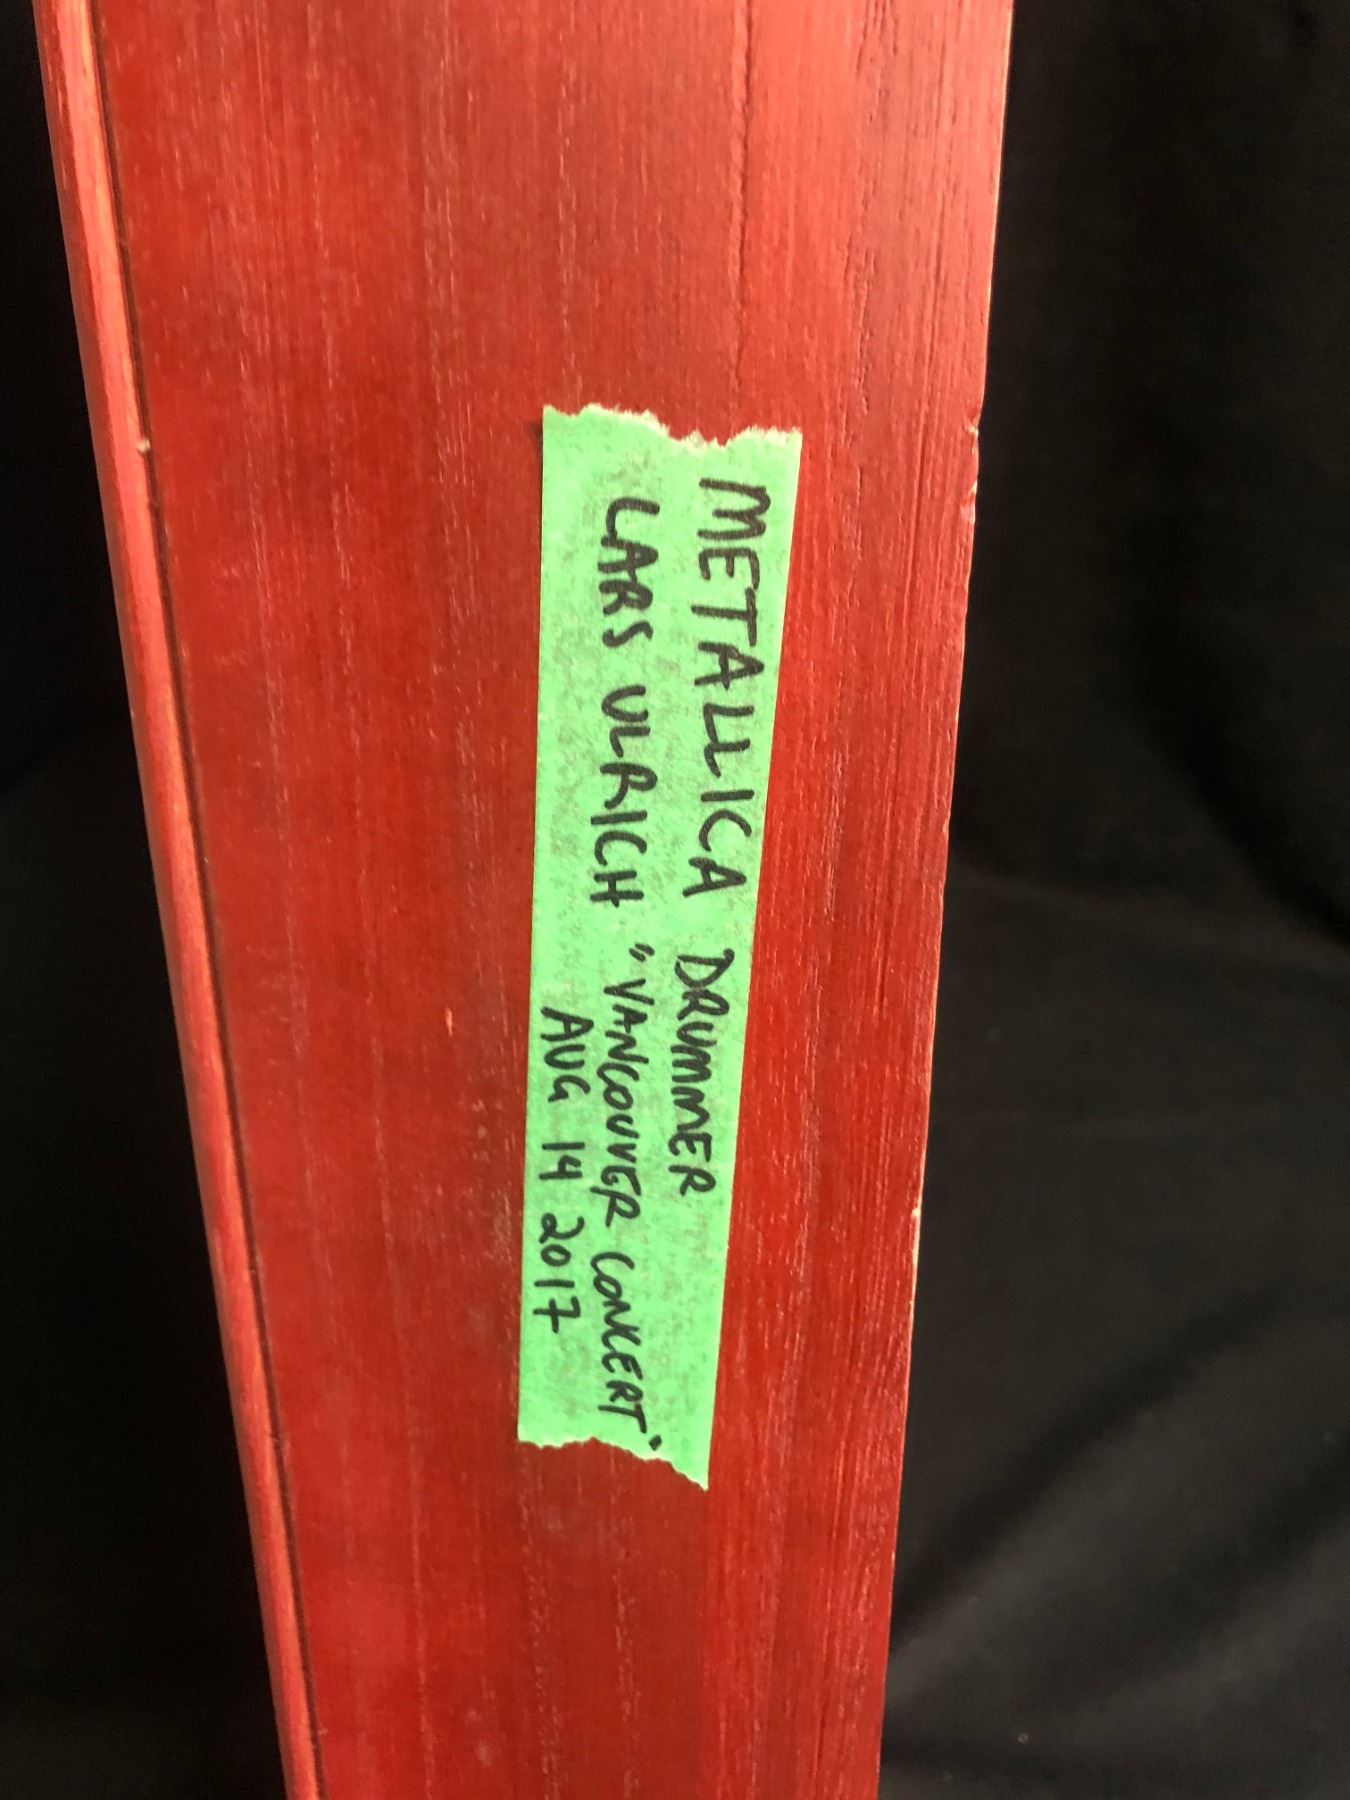 METALLICA DRUMMER
LARS ULRICH "VANCOUVER CONCERT"
AUG 14 2017